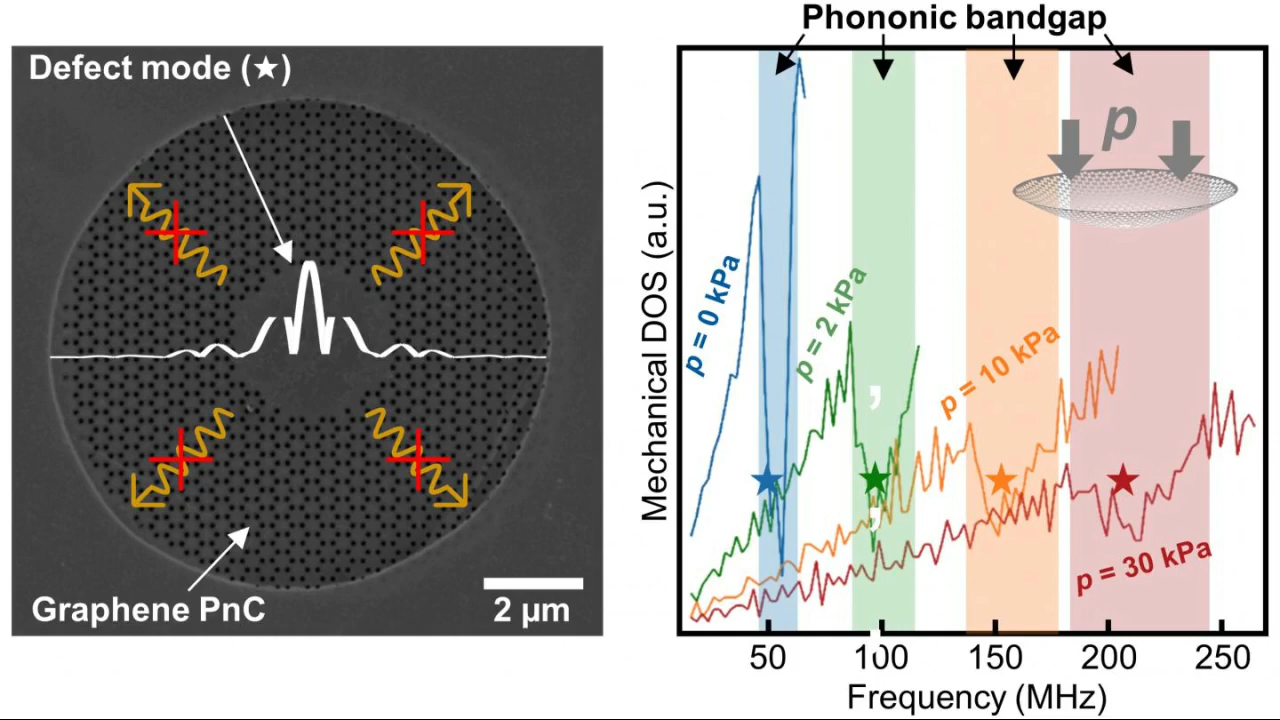 Defect mode (★)
Graphene PnC
2 μm
Phononic bandgap
p
p = 0 kPa
p = 2 kPa
p = 10 kPa
p = 30 kPa
Mechanical DOS (a.u.)
50 100 150 200 250
Frequency (MHz)